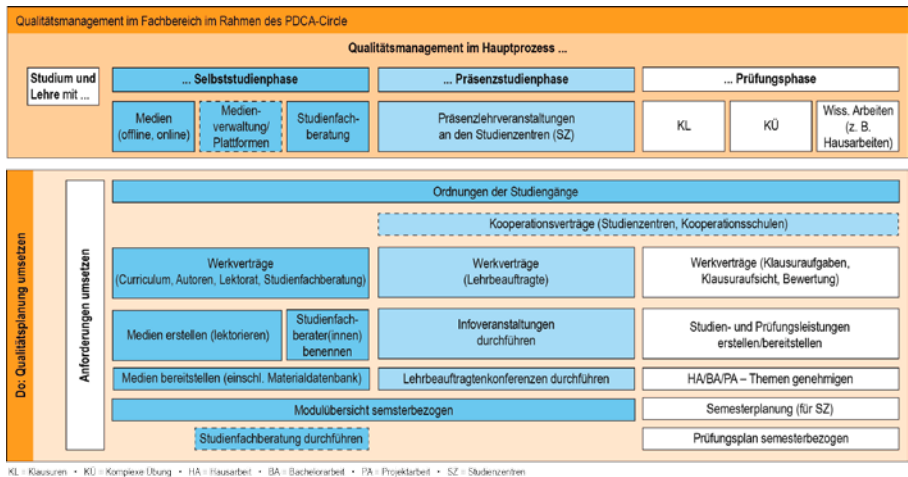 Qualitätsmanagement im Fachbereich im Rahmen des PDCA-Circle
Qualitätsmanagement im Hauptprozess ...
Studium und
Lehre mit ...
... Selbststudienphase
... Präsenzstudienphase
... Prüfungsphase
Medien
(offline, online)
Medien-
verwaltung/
Plattformen
Studienfach-
beratung
Präsenzlehrveranstaltungen
an den Studienzentren (SZ)
KL
KÜ
Wiss. Arbeiten
(z. B.
Hausarbeiten)
Do: Qualitätsplanung umsetzen
Anforderungen umsetzen
Ordnungen der Studiengänge
Kooperationsverträge (Studienzentren, Kooperationsschulen)
Werkverträge
(Curriculum, Autoren, Lektorat, Studienfachberatung)
Werkverträge
(Lehrbeauftragte)
Werkverträge (Klausuraufgaben,
Klausuraufsicht, Bewertung)
Medien erstellen (lektorieren)
Studienfach-
berater(innen)
benennen
Infoveranstaltungen
durchführen
Studien- und Prüfungsleistungen
erstellen/bereitstellen
Medien bereitstellen (einschl. Materialdatenbank)
Lehrbeauftragtenkonferenzen durchführen
HA/BA/PA – Themen genehmigen
Modulübersicht semsterbezogen
Semesterplanung (für SZ)
Studienfachberatung durchführen
Prüfungsplan semesterbezogen
KL = Klausuren • KÜ = Komplexe Übung • HA = Hausarbeit • BA = Bachelorarbeit • PA = Projektarbeit • SZ = Studienzentren